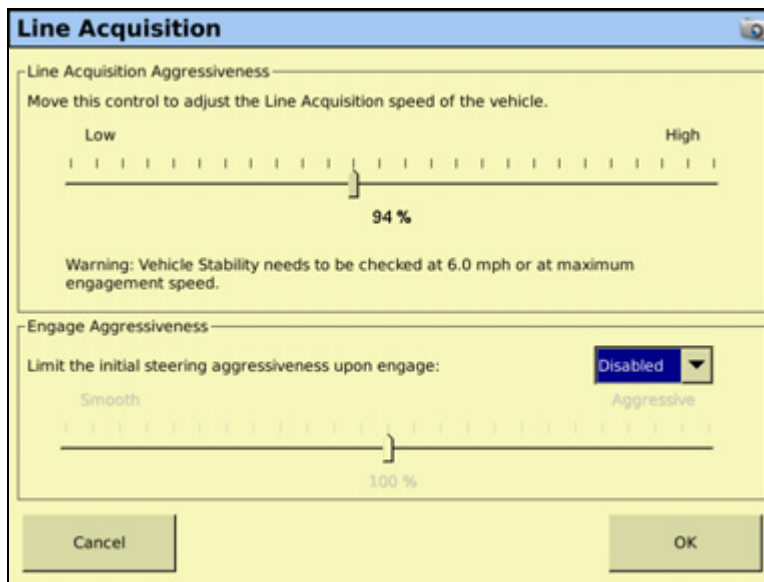 Line Acquisition
Line Acquisition Aggressiveness
Move this control to adjust the Line Acquisition speed of the vehicle.
Low High
94 %
Warning: Vehicle Stability needs to be checked at 6.0 mph or at maximum
engagement speed.
Engage Aggressiveness
Limit the initial steering aggressiveness upon engage: Disabled
Smooth Aggressive
100 %
Cancel OK